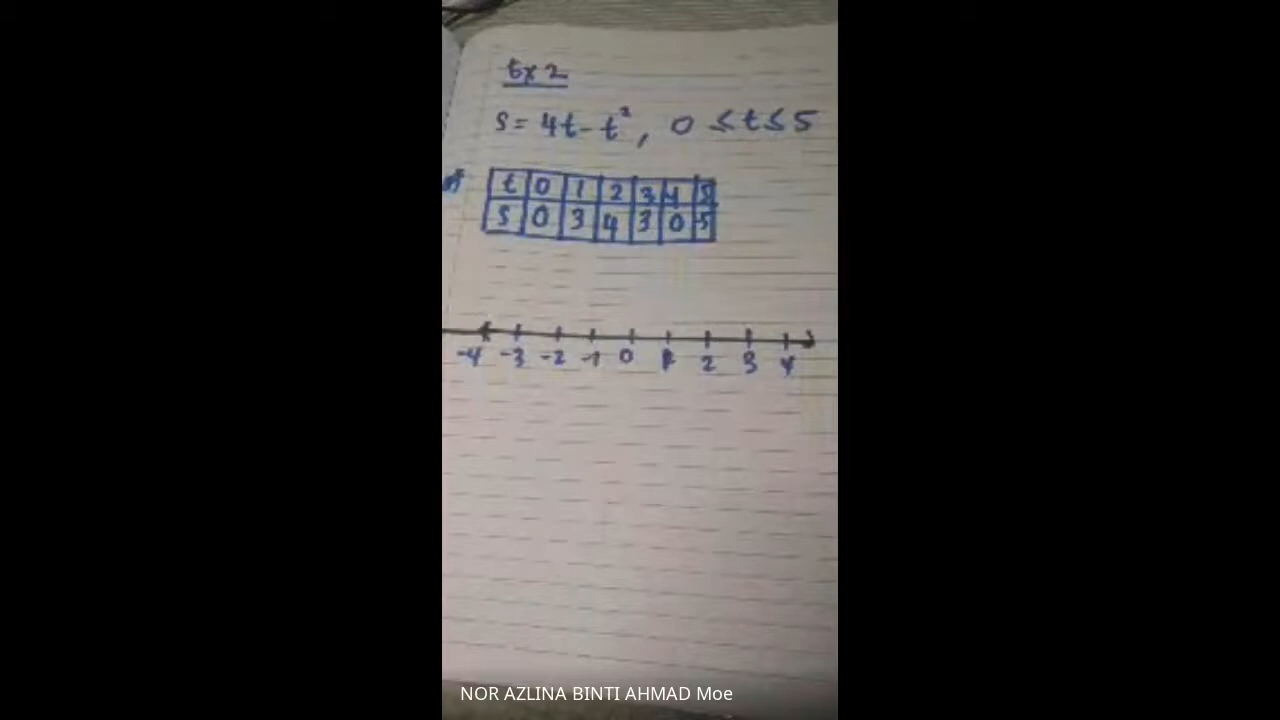 Ex 2
S = 4t - t², 0 ≤ t ≤ 5
t 0 1 2 3 4 5
S 0 3 4 3 0 -5
-4 -3 -2 -1 0 1 2 3 4
NOR AZLINA BINTI AHMAD Moe